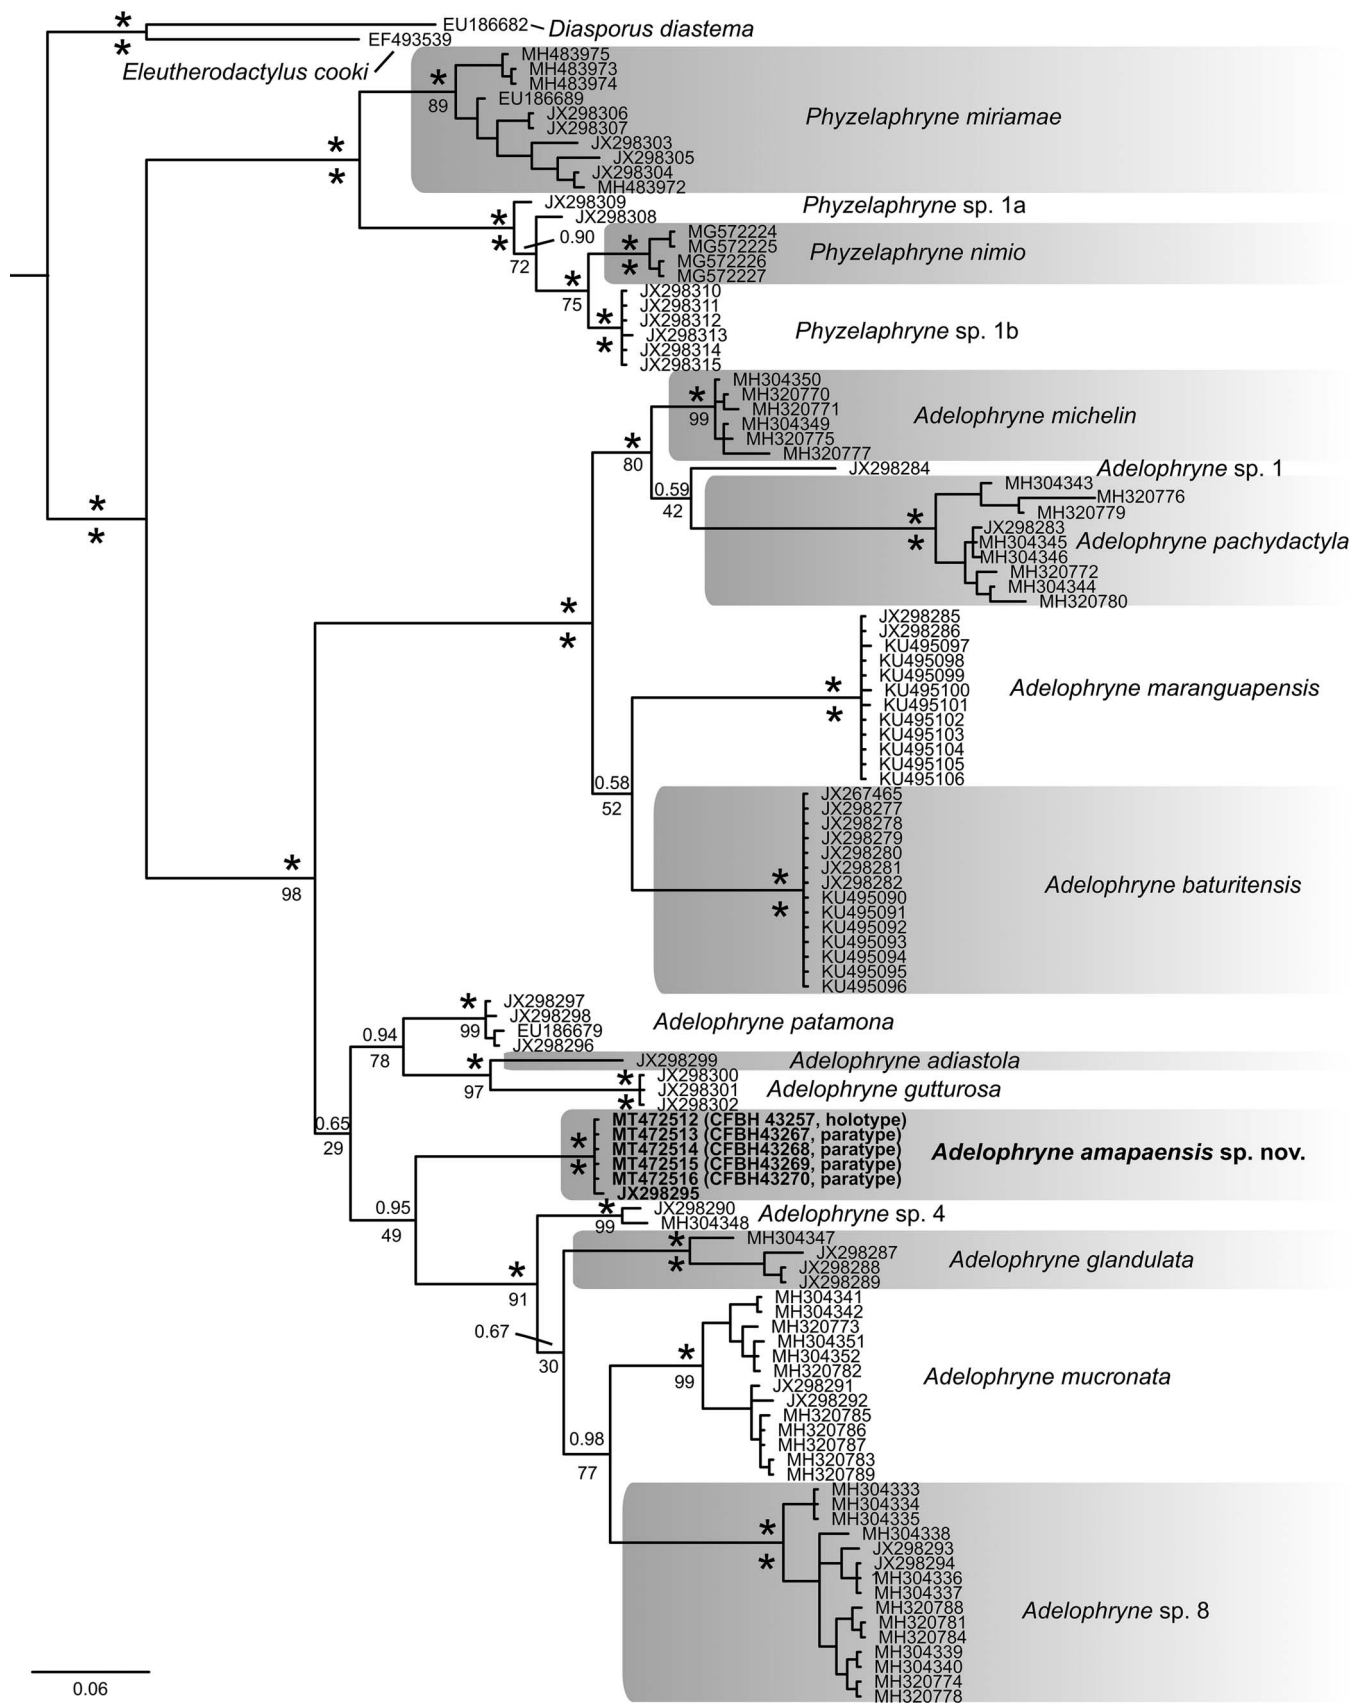 *
EU186682
Diasporus diastema
*
EF493539
Eleutherodactylus cooki
MH483975
*
MH483973
MH483974
89
EU186689
JX298306
Phyzelaphryne miriamae
JX298307
*
JX298303
*
JX298305
JX298304
MH483972
JX298309
Phyzelaphryne sp. 1a
*
JX298308
*
0.90
72
MG572224
*
MG572225
Phyzelaphryne nimio
*
MG572226
MG572227
*
75
JX298310
JX298311
*
JX298312
*
JX298313
Phyzelaphryne sp. 1b
JX298314
JX298315
MH304350
*
MH320770
99
MH320771
Adelophryne michelin
MH304349
*
MH320775
80
MH320777
JX298284
Adelophryne sp. 1
0.59
42
MH304343
MH320776
*
*
MH320779
*
JX298283
*
MH304345
Adelophryne pachydactyla
*
MH304346
MH320772
MH304344
MH320780
*
*
JX298285
JX298286
KU495097
KU495098
KU495099
*
KU495100
Adelophryne maranguapensis
*
KU495101
KU495102
KU495103
KU495104
KU495105
KU495106
0.58
52
JX267465
JX298277
JX298278
JX298279
JX298280
JX298281
*
JX298282
Adelophryne baturitensis
*
KU495090
KU495091
KU495092
KU495093
KU495094
KU495095
KU495096
*
98
*
JX298297
JX298298
Adelophryne patamona
99
EU186679
JX298296
0.94
78
*
JX298299
Adelophryne adiastola
97
*
JX298300
JX298301
Adelophryne gutturosa
*
JX298302
0.65
29
MT472512 (CFBH 43257, holotype)
*
MT472513 (CFBH43267, paratype)
MT472514 (CFBH43268, paratype)
Adelophryne amapaensis sp. nov.
*
MT472515 (CFBH43269, paratype)
MT472516 (CFBH43270, paratype)
JX298295
0.95
49
*
JX298290
Adelophryne sp. 4
99
MH304348
*
MH304347
JX298287
Adelophryne glandulata
*
JX298288
JX298289
*
91
MH304341
MH304342
MH320773
0.67
MH304351
30
*
MH304352
99
MH320782
Adelophryne mucronata
JX298291
JX298292
MH320785
MH320786
MH320787
MH320783
MH320789
0.98
77
MH304333
MH304334
MH304335
*
MH304338
JX298293
*
JX298294
MH304336
MH304337
MH320788
Adelophryne sp. 8
MH320781
MH320784
MH304339
MH304340
MH320774
MH320778
0.06